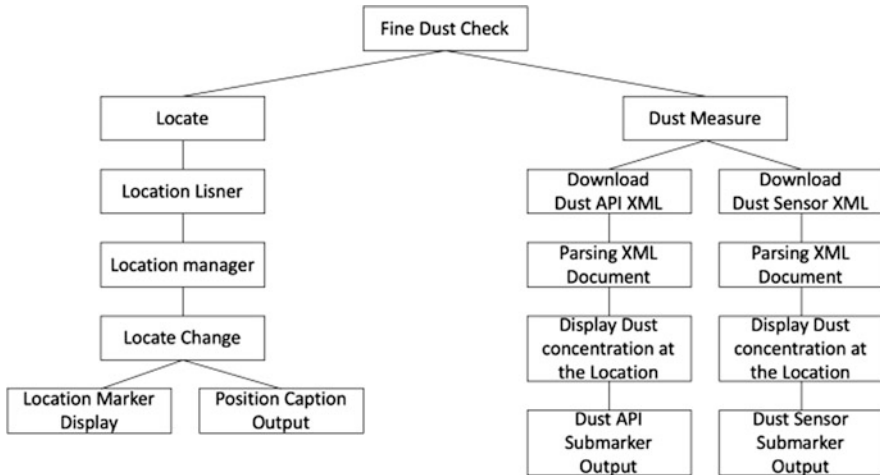 Fine Dust Check
Locate
Dust Measure
Location Lisner
Download
Dust API XML
Download
Dust Sensor XML
Location manager
Parsing XML
Document
Parsing XML
Document
Locate Change
Display Dust
concentration at
the Location
Display Dust
concentration at
the Location
Location Marker
Display
Position Caption
Output
Dust API
Submarker
Output
Dust Sensor
Submarker
Output